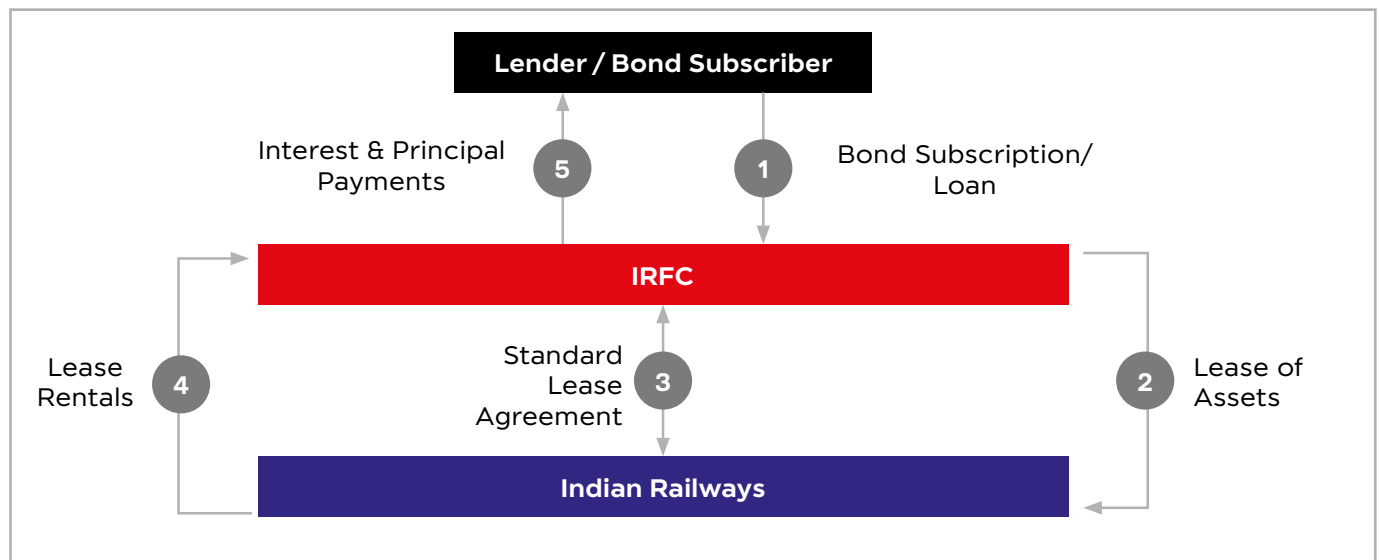 Lender / Bond Subscriber
Interest & Principal
Payments
5
1
Bond Subscription/
Loan
IRFC
Lease
Rentals
4
Standard
Lease
Agreement
3
2
Lease of
Assets
Indian Railways